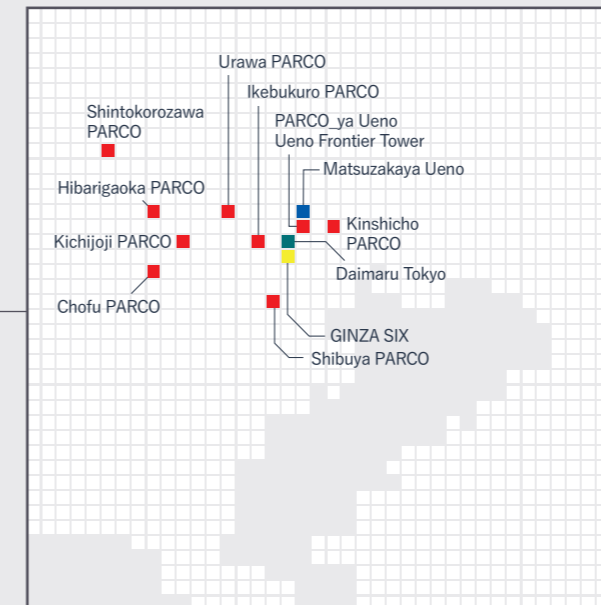 Urawa PARCO
Ikebukuro PARCO
Shintokorozawa
PARCO
PARCO_ya Ueno
Ueno Frontier Tower
Matsuzakaya Ueno
Hibarigaoka PARCO
Kinshicho
PARCO
Kichijoji PARCO
Daimaru Tokyo
Chofu PARCO
GINZA SIX
Shibuya PARCO